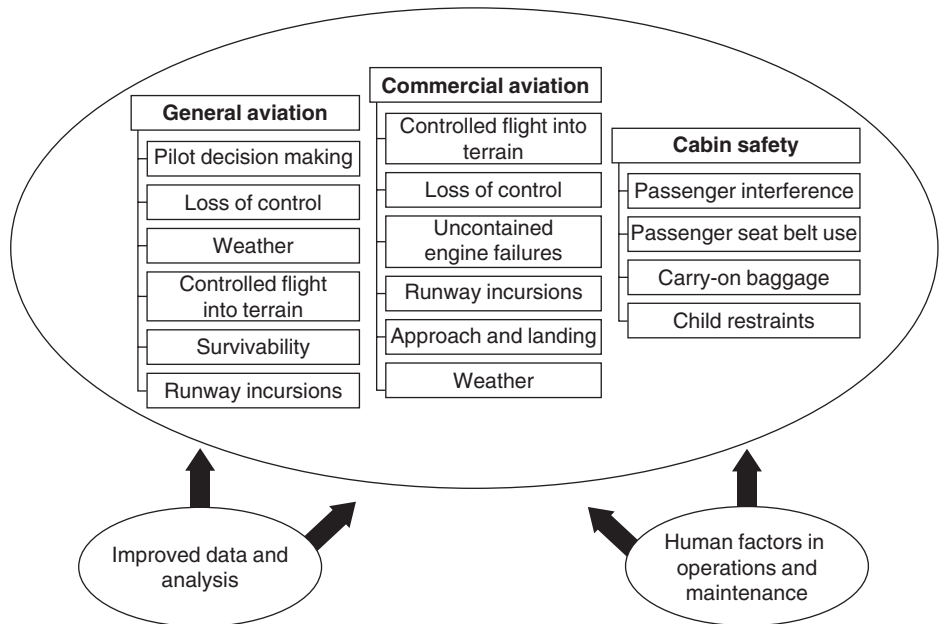 General aviation
Pilot decision making
Loss of control
Weather
Controlled flight
into terrain
Survivability
Runway incursions
Commercial aviation
Controlled flight into
terrain
Loss of control
Uncontained
engine failures
Runway incursions
Approach and landing
Weather
Cabin safety
Passenger interference
Passenger seat belt use
Carry-on baggage
Child restraints
Improved data and
analysis
Human factors in
operations and
maintenance